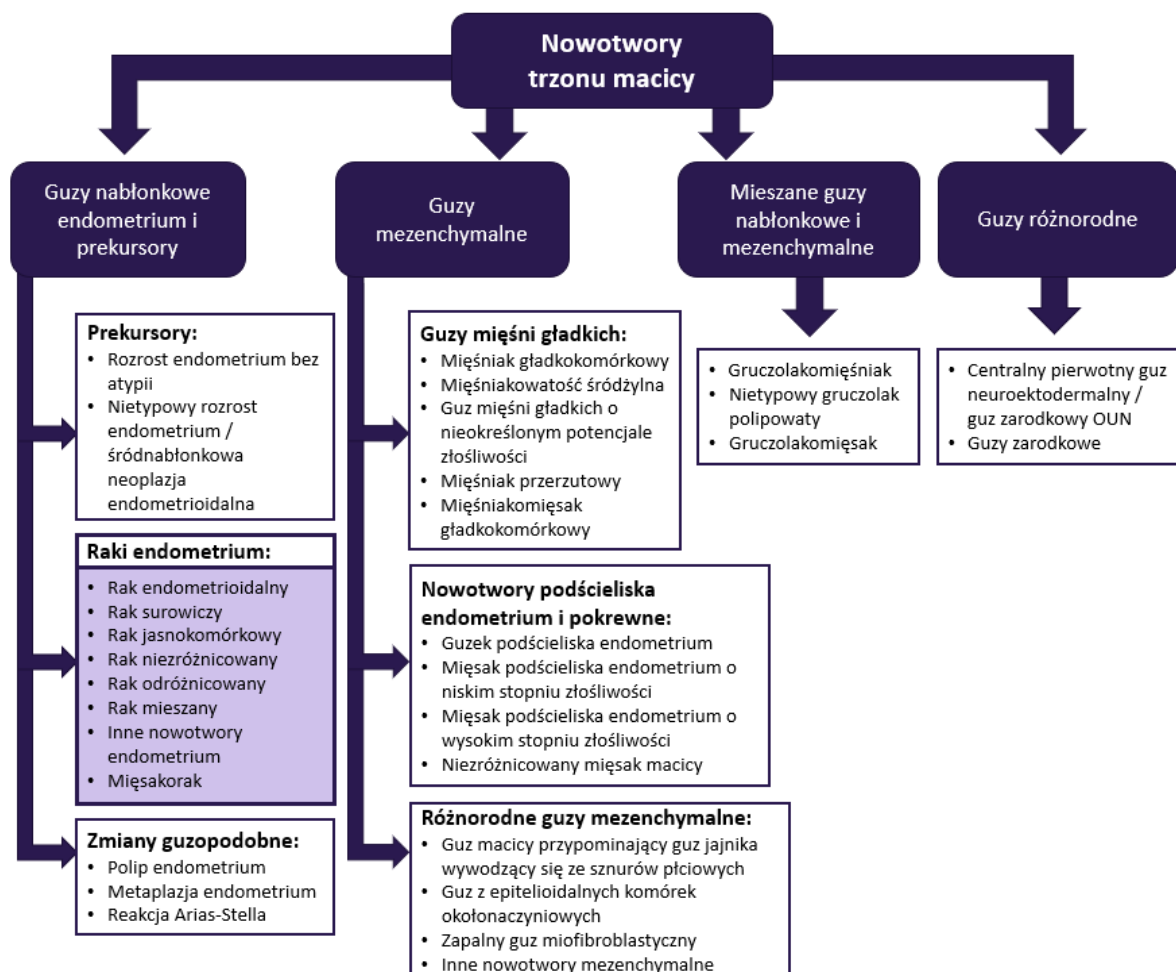 Nowotwory
trzonu macicy
Guzy nabłonkowe
endometrium i
prekursory
Guzy
mezenchymalne
Mieszane guzy
nabłonkowe i
mezenchymalne
Guzy różnorodne
Prekursory:
• Rozrost endometrium bez
atypii
• Nietypowy rozrost
endometrium /
śródnabłonkowa
neoplazja
endometrioidalna
Raki endometrium:
• Rak endometrioidalny
• Rak surowiczy
• Rak jasnokomórkowy
• Rak niezróżnicowany
• Rak odróżnicowany
• Rak mieszany
• Inne nowotwory
endometrium
• Mięsakorak
Zmiany guzopodobne:
• Polip endometrium
• Metaplazja endometrium
• Reakcja Arias-Stella
Guzy mięśni gładkich:
• Mięśniak gładkokomórkowy
• Mięśniakowatość śródżylna
• Guz mięśni gładkich o
nieokreślonym potencjale
złośliwości
• Mięśniak przerzutowy
• Mięśniakomięsak
gładkokomórkowy
Nowotwory podścieliska
endometrium i pokrewne:
• Guzek podścieliska endometrium
• Mięsak podścieliska endometrium o
niskim stopniu złośliwości
• Mięsak podścieliska endometrium o
wysokim stopniu złośliwości
• Niezróżnicowany mięsak macicy
Różnorodne guzy mezenchymalne:
• Guz macicy przypominający guz jajnika
wywodzący się ze sznurów płciowych
• Guz z epitelioidalnych komórek
okołonaczyniowych
• Zapalny guz miofibroblastyczny
• Inne nowotwory mezenchymalne
• Gruczolakomięśniak
• Nietypowy gruczolak
polipowaty
• Gruczolakomięsak
• Centralny pierwotny guz
neuroektodermalny /
guz zarodkowy OUN
• Guzy zarodkowe